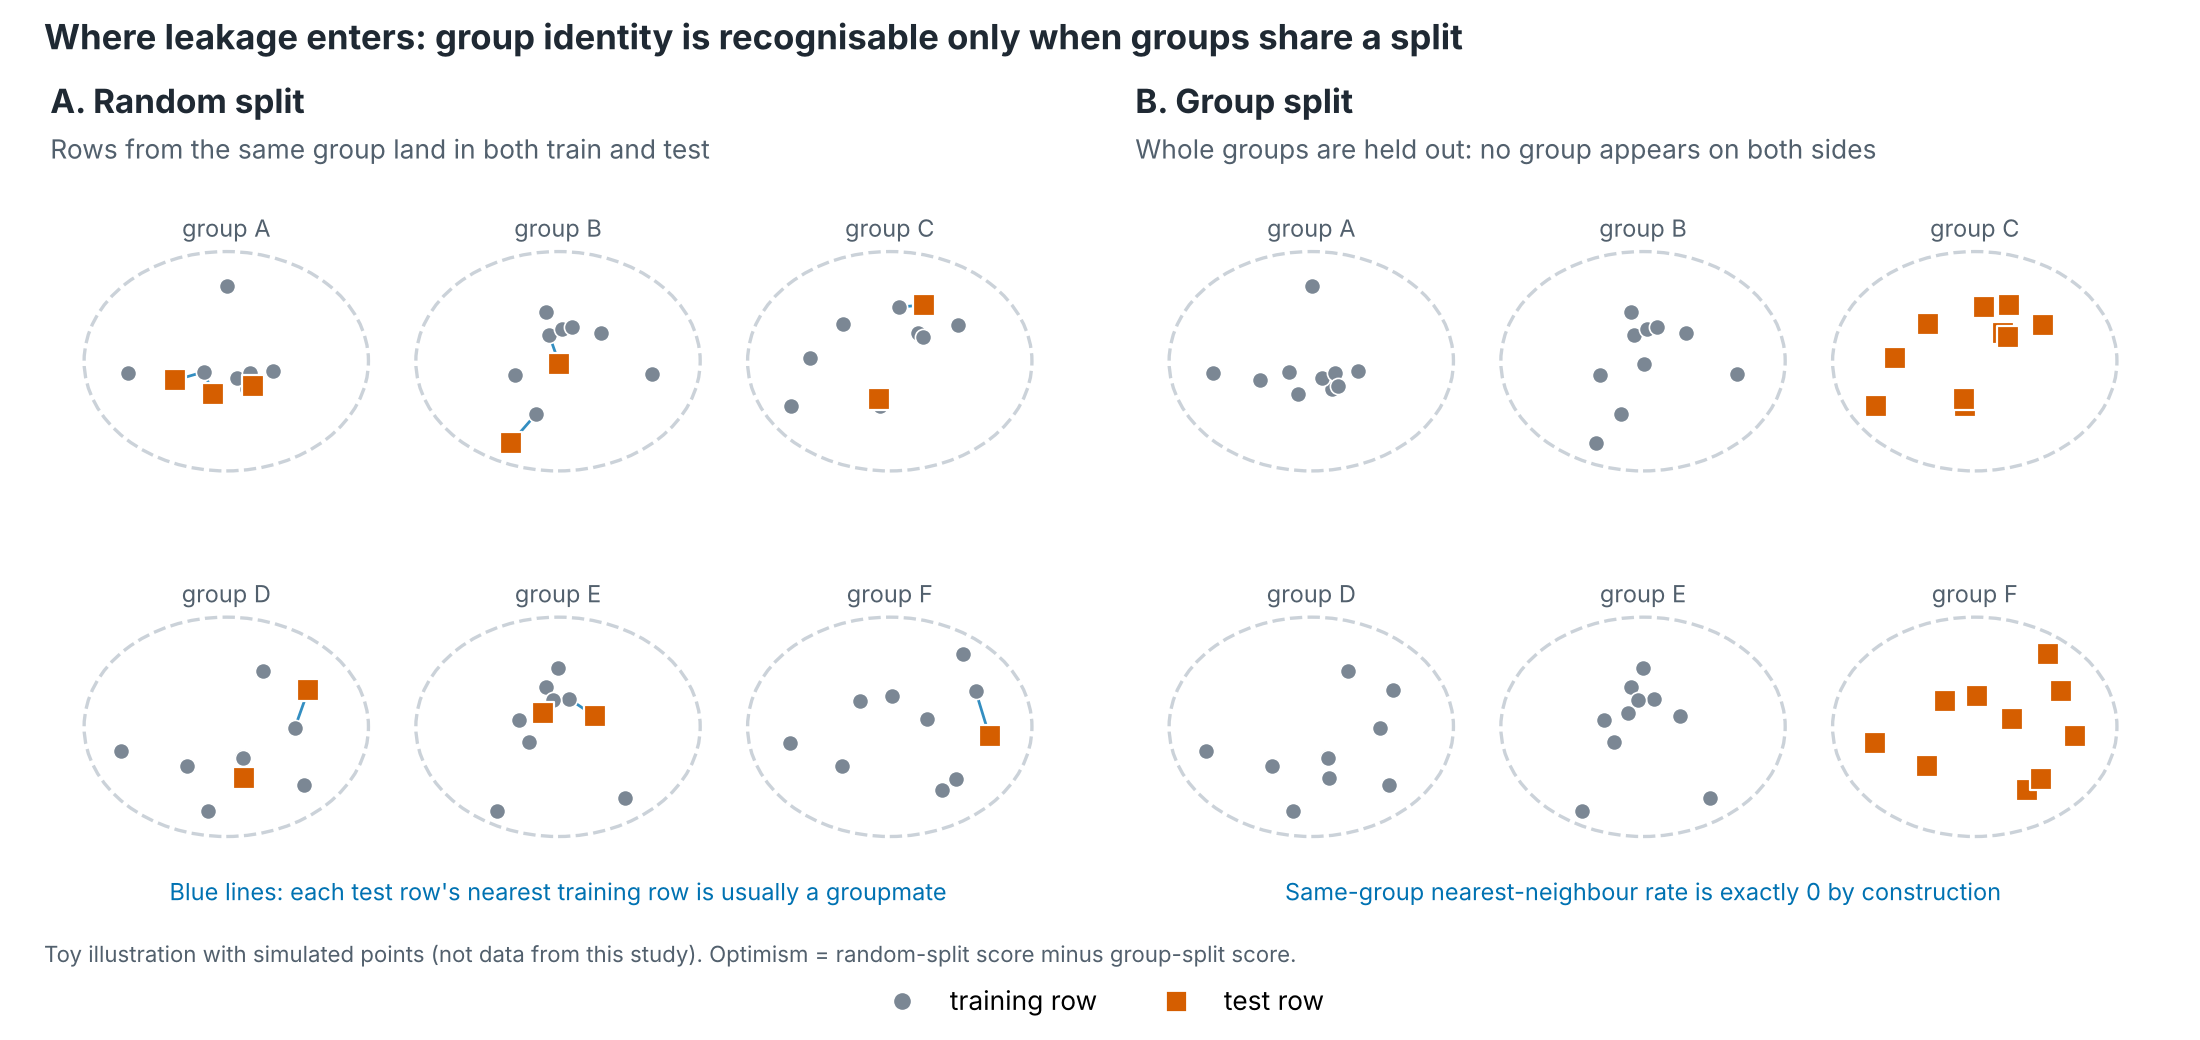 Where leakage enters: group identity is recognisable only when groups share a split
A. Random split
Rows from the same group land in both train and test
group A
group B
group C
group D
group E
group F
Blue lines: each test row's nearest training row is usually a groupmate
B. Group split
Whole groups are held out: no group appears on both sides
group A
group B
group C
group D
group E
group F
Same-group nearest-neighbour rate is exactly 0 by construction
Toy illustration with simulated points (not data from this study). Optimism = random-split score minus group-split score.
training row
test row